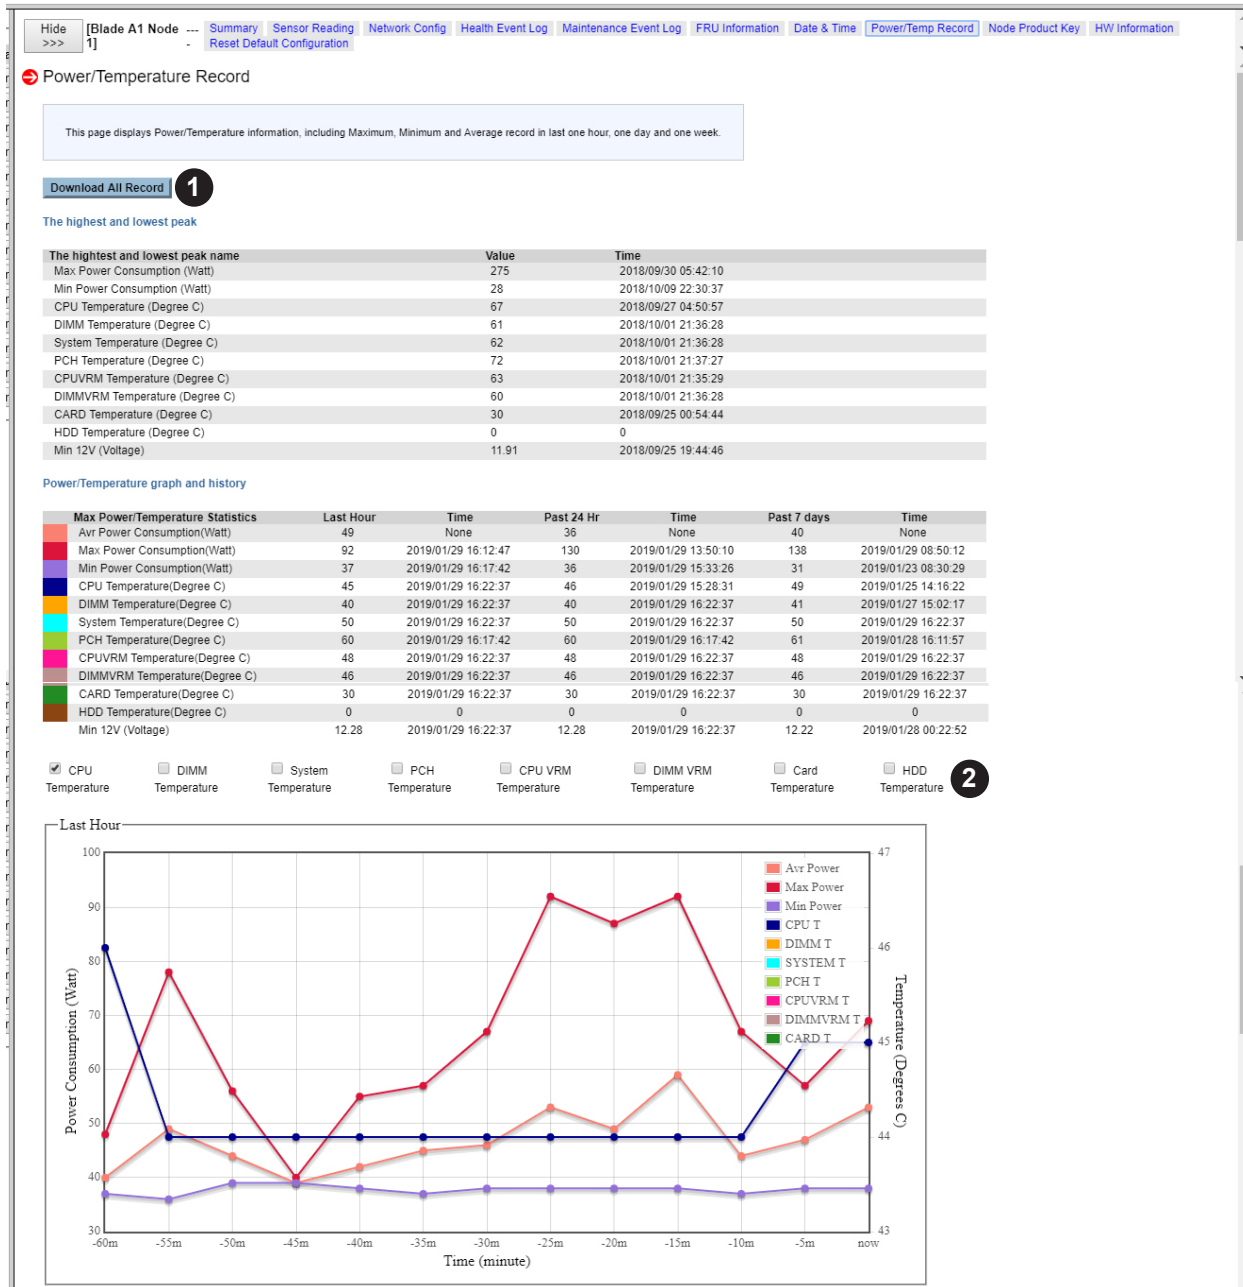 Hide
>>>
[Blade A1 Node
1]
---
-
Summary Sensor Reading Network Config Health Event Log Maintenance Event Log FRU Information Date & Time Power/Temp Record Node Product Key HW Information
Reset Default Configuration
Power/Temperature Record
This page displays Power/Temperature information, including Maximum, Minimum and Average record in last one hour, one day and one week.
Download All Record 1
The highest and lowest peak
The hightest and lowest peak name Value Time
Max Power Consumption (Watt) 275 2018/09/30 05:42:10
Min Power Consumption (Watt) 28 2018/10/09 22:30:37
CPU Temperature (Degree C) 67 2018/09/27 04:50:57
DIMM Temperature (Degree C) 61 2018/10/01 21:36:28
System Temperature (Degree C) 62 2018/10/01 21:36:28
PCH Temperature (Degree C) 72 2018/10/01 21:37:27
CPUVRM Temperature (Degree C) 63 2018/10/01 21:35:29
DIMMVRM Temperature (Degree C) 60 2018/10/01 21:36:28
CARD Temperature (Degree C) 30 2018/09/25 00:54:44
HDD Temperature (Degree C) 0 0
Min 12V (Voltage) 11.91 2018/09/25 19:44:46
Power/Temperature graph and history
Max Power/Temperature Statistics Last Hour Time Past 24 Hr Time Past 7 days Time
Avr Power Consumption(Watt) 49 None 36 None 40 None
Max Power Consumption(Watt) 92 2019/01/29 16:12:47 130 2019/01/29 13:50:10 138 2019/01/29 08:50:12
Min Power Consumption(Watt) 37 2019/01/29 16:17:42 36 2019/01/29 15:33:26 31 2019/01/23 08:30:29
CPU Temperature(Degree C) 45 2019/01/29 16:22:37 46 2019/01/29 15:28:31 49 2019/01/25 14:16:22
DIMM Temperature(Degree C) 40 2019/01/29 16:22:37 40 2019/01/29 16:22:37 41 2019/01/27 15:02:17
System Temperature(Degree C) 50 2019/01/29 16:22:37 50 2019/01/29 16:22:37 50 2019/01/29 16:22:37
PCH Temperature(Degree C) 60 2019/01/29 16:17:42 60 2019/01/29 16:17:42 61 2019/01/28 16:11:57
CPUVRM Temperature(Degree C) 48 2019/01/29 16:22:37 48 2019/01/29 16:22:37 48 2019/01/29 16:22:37
DIMMVRM Temperature(Degree C) 46 2019/01/29 16:22:37 46 2019/01/29 16:22:37 46 2019/01/29 16:22:37
CARD Temperature(Degree C) 30 2019/01/29 16:22:37 30 2019/01/29 16:22:37 30 2019/01/29 16:22:37
HDD Temperature(Degree C) 0 0 0 0 0 0
Min 12V (Voltage) 12.28 2019/01/29 16:22:37 12.28 2019/01/29 16:22:37 12.22 2019/01/28 00:22:52
CPU DIMM System PCH CPU VRM DIMM VRM Card HDD
Temperature Temperature Temperature Temperature Temperature Temperature Temperature Temperature
2
Last Hour
100
90
80
70
60
50
40
30
Power Consumption (Watt)
Avr Power
Max Power
Min Power
CPU T
DIMM T
SYSTEM T
PCH T
CPUVRM T
DIMMVRM T
CARD T
47
46
45
44
43
Temperature (Degrees C)
-60m -55m -50m -45m -40m -35m -30m -25m -20m -15m -10m -5m now
Time (minute)